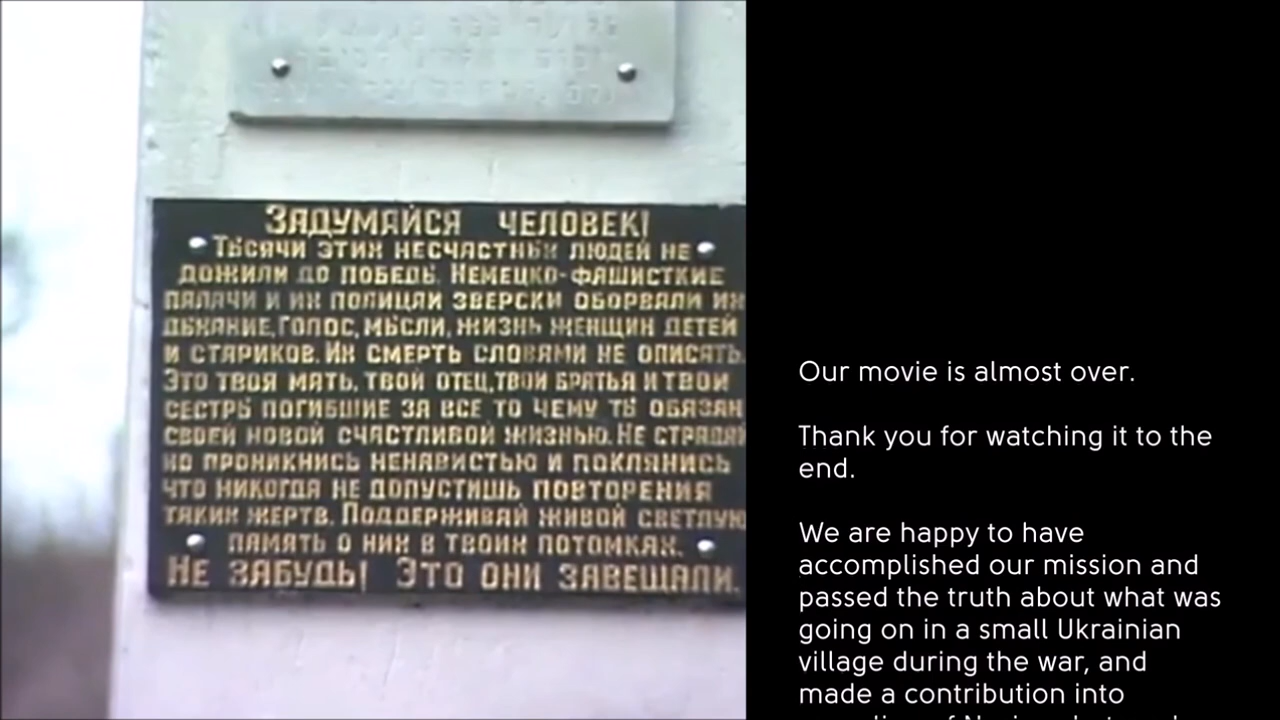 ЗАДУМАЙСЯ ЧЕЛОВЕК!
ТЫСЯЧИ ЭТИХ НЕСЧАСТНЫХ ЛЮДЕЙ НЕ
ДОЖИЛИ ДО ПОБЕДЫ. НЕМЕЦКО-ФАШИСТКИЕ
ПАЛАЧИ И ИХ ПОЛИЦАИ ЗВЕРСКИ ОБОРВАЛИ ИХ
ДЫХАНИЕ, ГОЛОС, МЫСЛИ, ЖИЗНЬ ЖЕНЩИН ДЕТЕЙ
И СТАРИКОВ. ИХ СМЕРТЬ СЛОВАМИ НЕ ОПИСАТЬ.
ЭТО ТВОЯ МАТЬ, ТВОЙ ОТЕЦ, ТВОИ БРАТЬЯ И ТВОИ
СЕСТРЫ ПОГИБШИЕ ЗА ВСЕ ТО ЧЕМУ ТЫ ОБЯЗАН
СВОЕЙ НОВОЙ СЧАСТЛИВОЙ ЖИЗНЬЮ. НЕ СТРАДАЙ
НО ПРОНИКНИСЬ НЕНАВИСТЬЮ И ПОКЛЯНИСЬ
ЧТО НИКОГДА НЕ ДОПУСТИШЬ ПОВТОРЕНИЯ
ТАКИХ ЖЕРТВ. ПОДДЕРЖИВАЙ ЖИВОЙ СВЕТЛУЮ
ПАМЯТЬ О НИХ В ТВОИХ ПОТОМКАХ.
НЕ ЗАБУДЬ! ЭТО ОНИ ЗАВЕЩАЛИ.
Our movie is almost over.
Thank you for watching it to the
end.
We are happy to have
accomplished our mission and
passed the truth about what was
going on in a small Ukrainian
village during the war, and
made a contribution into